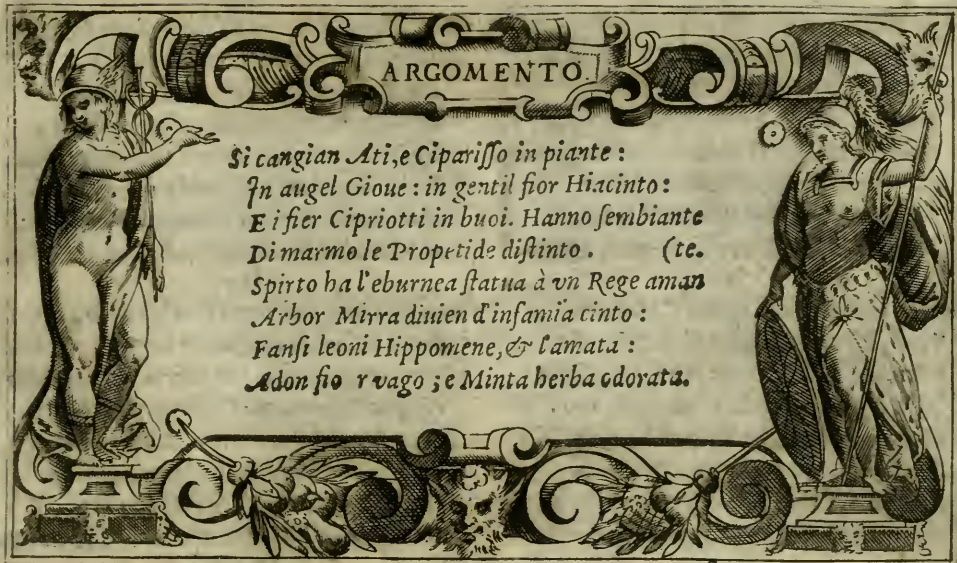 ARGOMENTO.
Si cangian Ati, e Cipariſſo in piante :
In augel Gioue : in gentil fior Hiacinto :
E i fier Cipriotti in buoi. Hanno ſembiante
Di marmo le Propetide diſtinto . (te.
Spirto ha l'eburnea ſtatua à vn Rege aman
Arbor Mirra diuien d'infamia cinto :
Fanſi leoni Hippomene, & l'amata :
Adon fio r vago ; e Minta herba odorata.